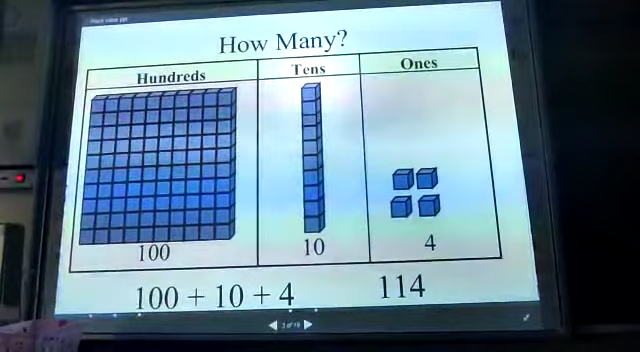 How Many?
Hundreds Tens Ones
100 10 4
100 + 10 + 4 114